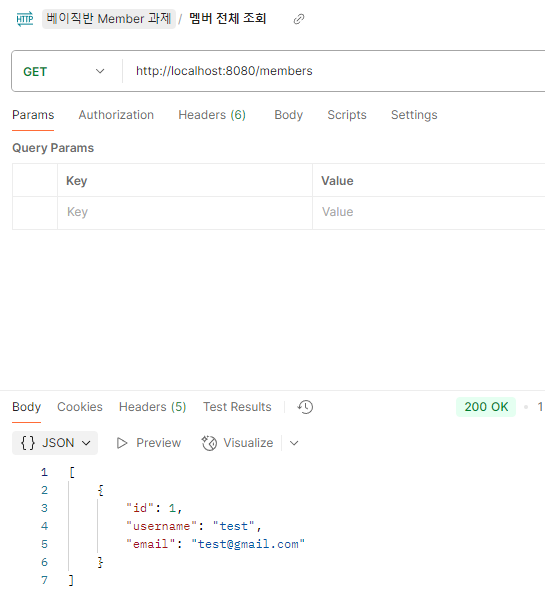 HTTP 베이직반 Member 과제 / 멤버 전체 조회
GET http://localhost:8080/members
Params Authorization Headers (6) Body Scripts Settings
Query Params
Key Value
Key Value
Body Cookies Headers (5) Test Results 200 OK 1
{} JSON Preview Visualize
1 [
2 {
3 "id": 1,
4 "username": "test",
5 "email": "test@gmail.com"
6 }
7 ]